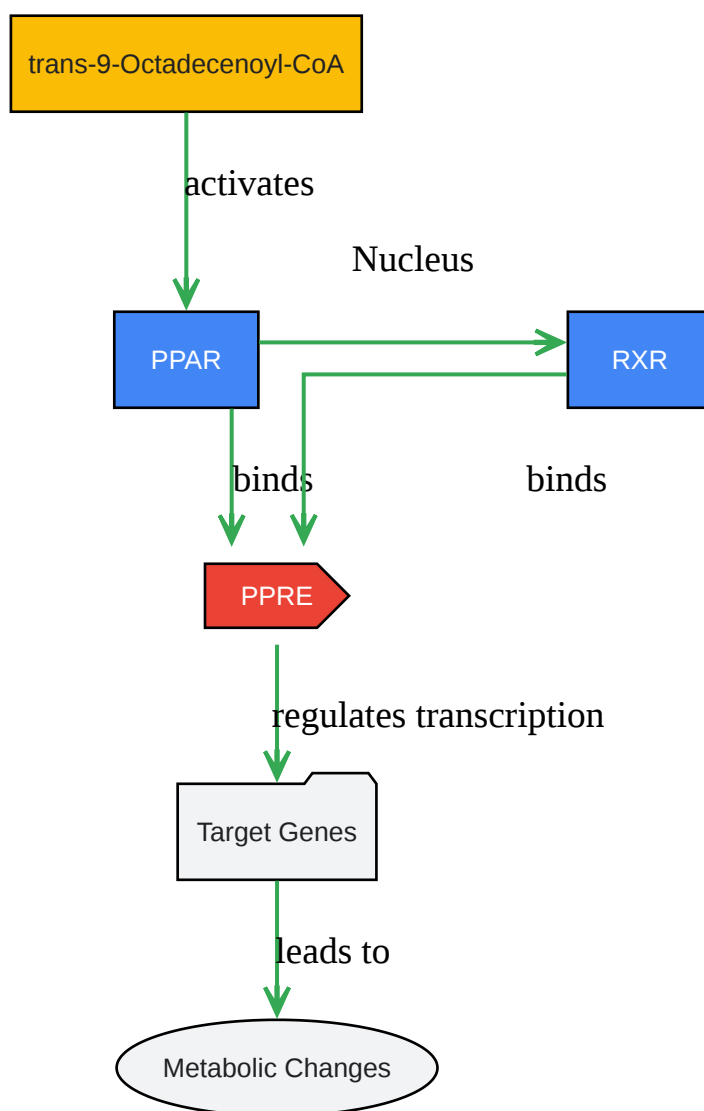 trans-9-Octadecenoyl-CoA
activates
Nucleus
PPAR
RXR
binds
binds
PPRE
regulates transcription
Target Genes
leads to
Metabolic Changes